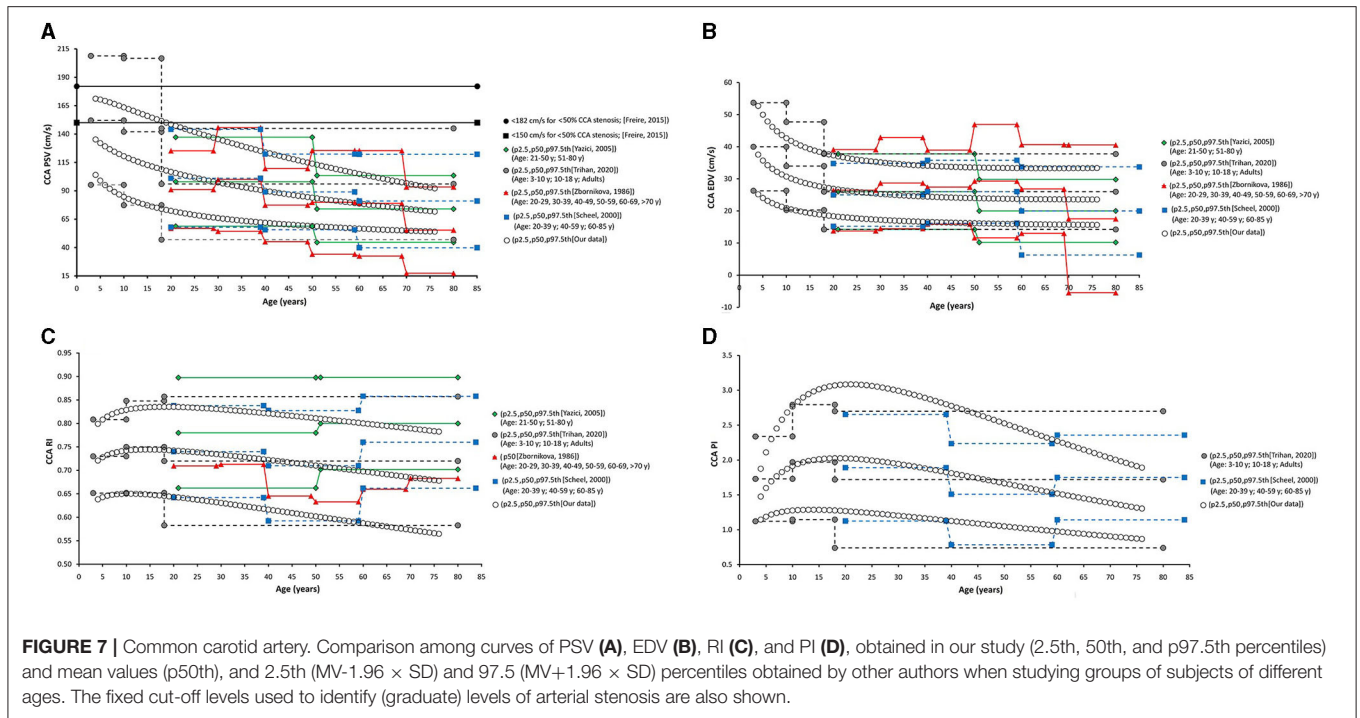 A
CCA PSV (cm/s)
215
190
165
140
115
90
65
40
15
0 5 10 15 20 25 30 35 40 45 50 55 60 65 70 75 80 85
Age (years)
<182 cm/s for <50% CCA stenosis; [Freire, 2015]}
<150 cm/s for <50% CCA stenosis; [Freire, 2015]}
(p2.5,p50,p97.5th[Yazici, 2005]}
(Age: 21-50 y; 51-80 y)
(p2.5,p50,p97.5th[Trihan, 2020]}
(Age: 3-10 y; 10-18 y; Adults)
(p2.5,p50,p97.5th[Zbornikova, 1986]}
(Age: 20-29, 30-39, 40-49, 50-59, 60-69, >70 y)
(p2.5,p50,p97.5th[Scheel, 2000]}
(Age: 20-39 y; 40-59 y; 60-85 y)
(p2.5,p50,p97.5th[Our data]}
B
CCA EDV (cm/s)
60
50
40
30
20
10
0
-10
0 5 10 15 20 25 30 35 40 45 50 55 60 65 70 75 80 85
Age (years)
(p2.5,p50,p97.5th[Yazici, 2005]}
(Age: 21-50 y; 51-80 y)
(p2.5,p50,p97.5th[Trihan, 2020]}
(Age: 3-10 y; 10-18 y; Adults)
(p2.5,p50,p97.5th[Zbornikova, 1986]}
(Age: 20-29, 30-39, 40-49, 50-59, 60-69, >70 y)
(p2.5,p50,p97.5th[Scheel, 2000]}
(Age: 20-39 y; 40-59 y; 60-85 y)
(p2.5,p50,p97.5th[Our data]}
C
CCA RI
0.95
0.90
0.85
0.80
0.75
0.70
0.65
0.60
0.55
0.50
0 5 10 15 20 25 30 35 40 45 50 55 60 65 70 75 80 85
Age (years)
(p2.5,p50,p97.5th[Yazici, 2005]}
(Age: 21-50 y; 51-80 y)
(p2.5,p50,p97.5th[Trihan, 2020]}
(Age: 3-10 y; 10-18 y; Adults)
(p50[Zbornikova, 1986]}
(Age: 20-29, 30-39, 40-49, 50-59, 60-69, >70 y)
(p2.5,p50,p97.5th[Scheel, 2000]}
(Age: 20-39 y; 40-59 y; 60-85 y)
(p2.5,p50,p97.5th[Our data]}
D
CCA PI
3.5
3.0
2.5
2.0
1.5
1.0
0.5
0 5 10 15 20 25 30 35 40 45 50 55 60 65 70 75 80 85
Age (years)
(p2.5,p50,p97.5th[Trihan, 2020]}
(Age: 3-10 y; 10-18 y; Adults)
(p2.5,p50,p97.5th[Scheel, 2000]}
(Age: 20-39 y; 40-59 y; 60-85 y)
(p2.5,p50,p97.5th[Our data]}
FIGURE 7 | Common carotid artery. Comparison among curves of PSV (A), EDV (B), RI (C), and PI (D), obtained in our study (2.5th, 50th, and p97.5th percentiles)
and mean values (p50th), and 2.5th (MV-1.96 × SD) and 97.5 (MV+1.96 × SD) percentiles obtained by other authors when studying groups of subjects of different
ages. The fixed cut-off levels used to identify (graduate) levels of arterial stenosis are also shown.